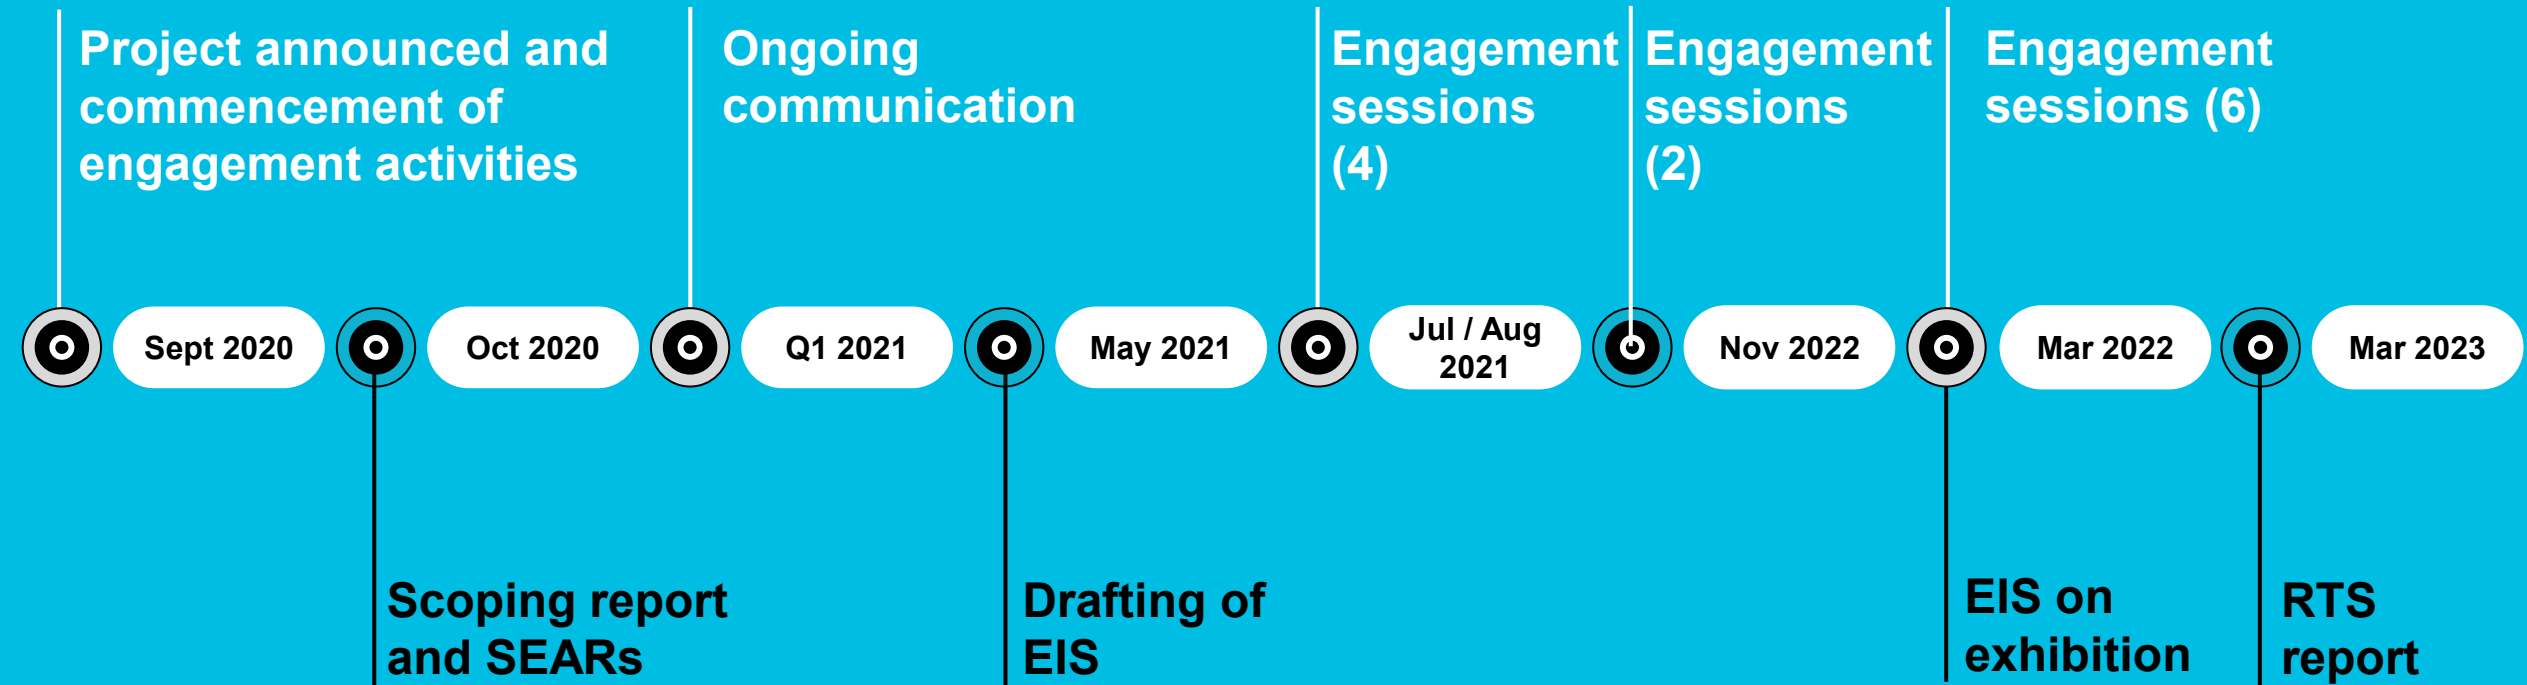 Project announced and
commencement of
engagement activities
Ongoing
communication
Engagement
sessions
(4)
Engagement
sessions
(2)
Engagement
sessions (6)
Sept 2020
Oct 2020
Q1 2021
May 2021
Jul / Aug
2021
Nov 2022
Mar 2022
Mar 2023
Scoping report
and SEARs
Drafting of
EIS
EIS on
exhibition
RTS
report